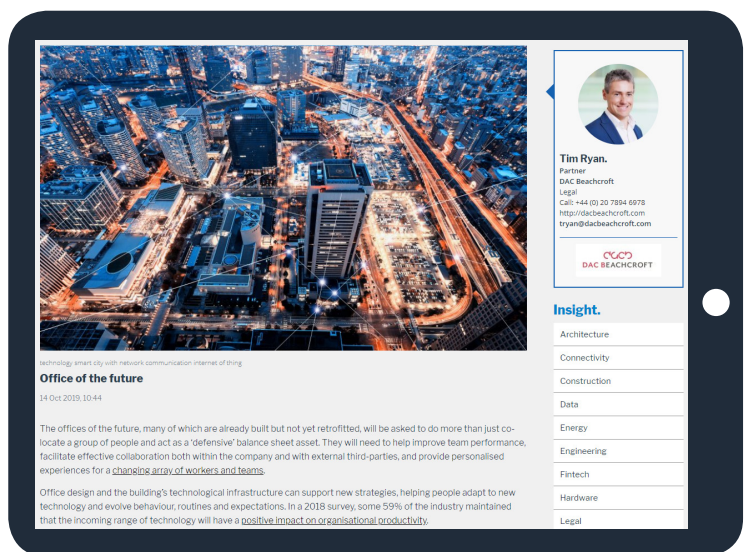 technology smart city with network communication internet of thing
Office of the future
14 Oct 2019, 10:44
The offices of the future, many of which are already built but not yet retrofitted, will be asked to do more than just co-
locate a group of people and act as a ‘defensive’ balance sheet asset. They will need to help improve team performance,
facilitate effective collaboration both within the company and with external third-parties, and provide personalised
experiences for a changing array of workers and teams.
Office design and the building’s technological infrastructure can support new strategies, helping people adapt to new
technology and evolve behaviour, routines and expectations. In a 2018 survey, some 59% of the industry maintained
that the incoming range of technology will have a positive impact on organisational productivity.
Tim Ryan.
Partner
DAC Beachcroft
Legal
Call: +44 (0) 20 7894 6978
http://dacbeachcroft.com
tryan@dacbeachcroft.com
DAC BEACHCROFT
Insight.
Architecture
Connectivity
Construction
Data
Energy
Engineering
Fintech
Hardware
Legal